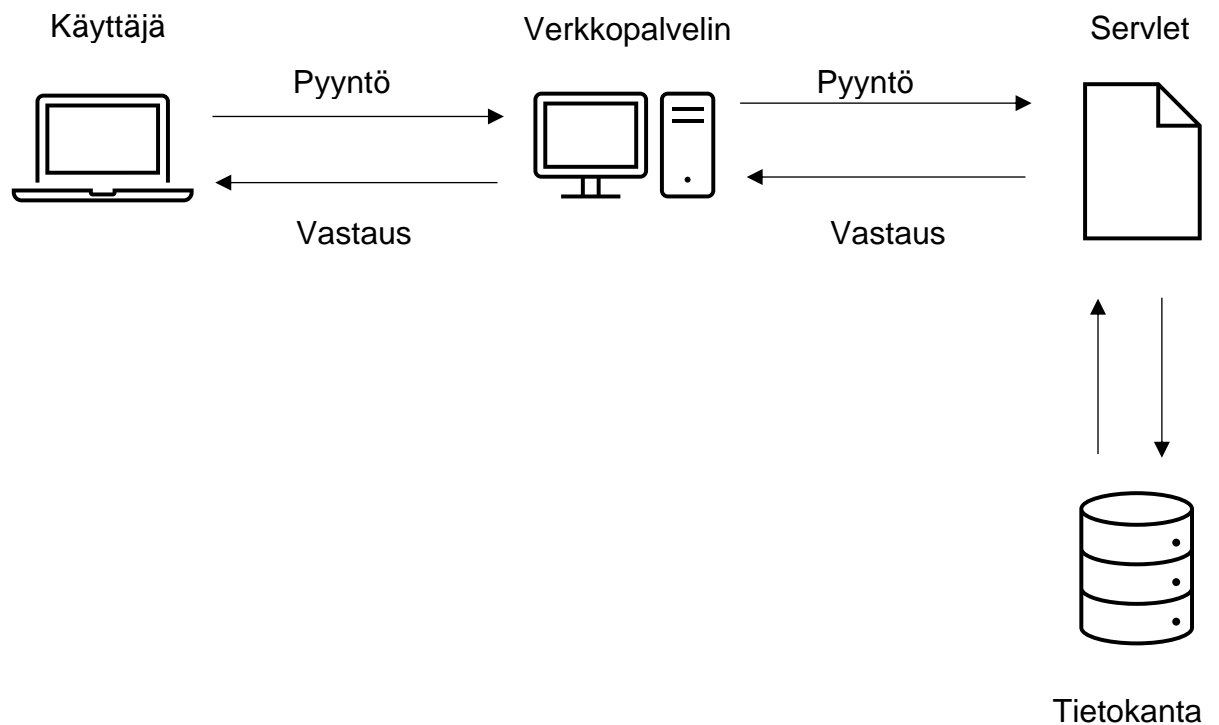 Käyttäjä
Verkkopalvelin
Servlet
Pyyntö
Pyyntö
Vastaus
Vastaus
Tietokanta